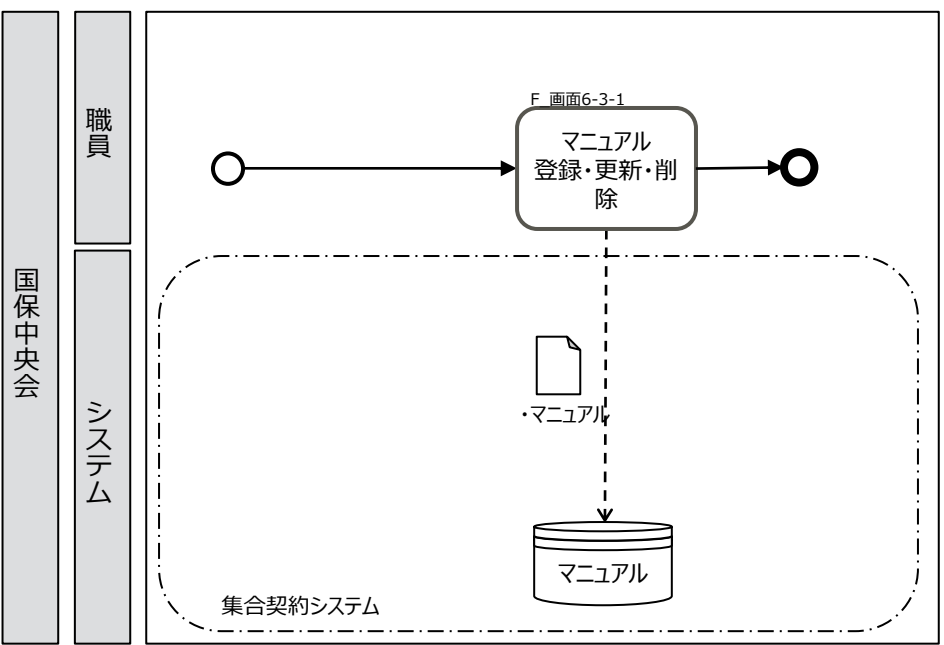 国保中央会
職員
システム
F_画面6-3-1
マニュアル
登録・更新・削
除
・マニュアル
マニュアル
集合契約システム